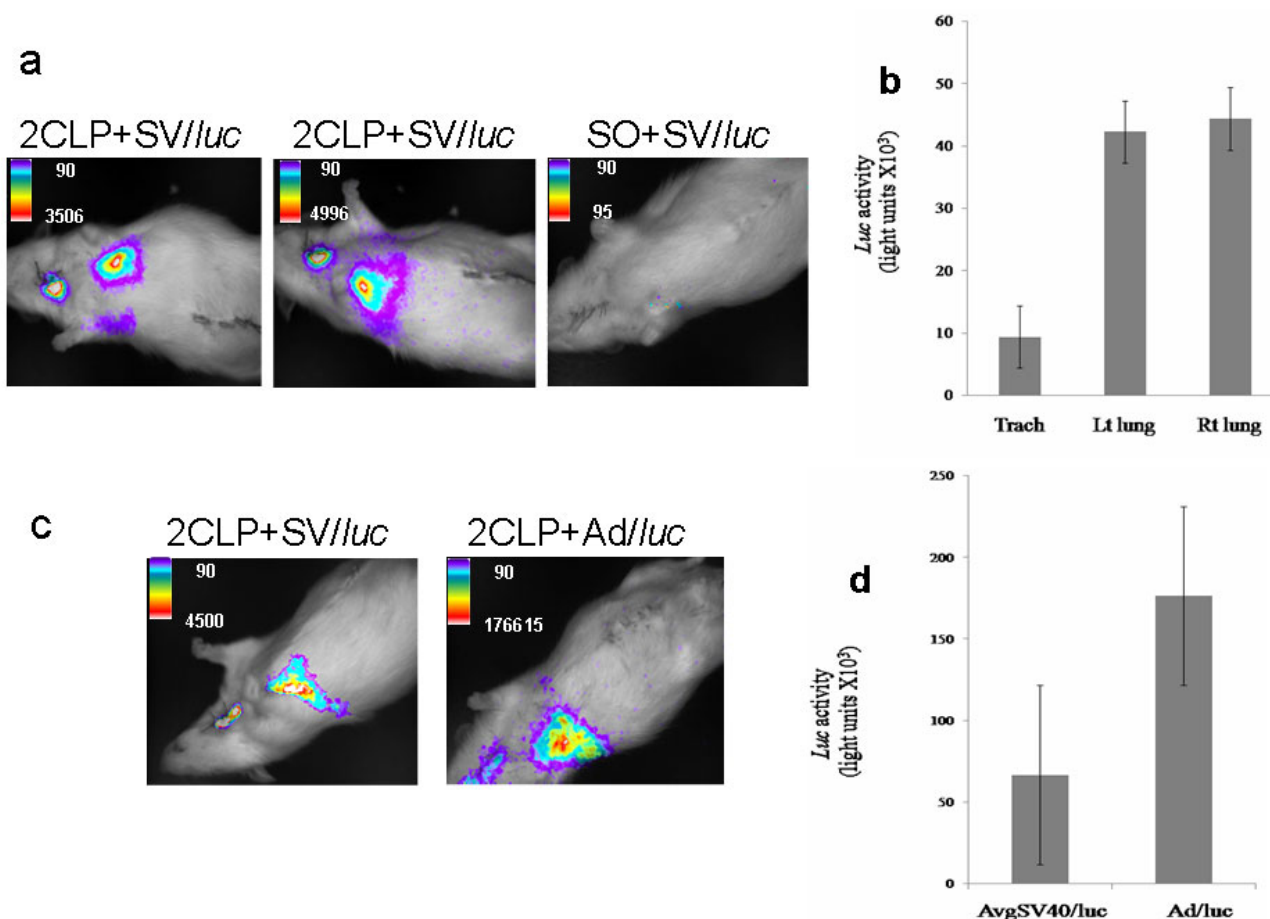 a
2CLP+SV/luc
90
3506
2CLP+SV/luc
90
4996
SO+SV/luc
90
95
b
60
50
40
30
20
10
0
Luc activity
(light units X10³)
Trach Lt lung Rt lung
c
2CLP+SV/luc
90
4500
2CLP+Ad/luc
90
176615
d
250
200
150
100
50
0
Luc activity
(light units X10³)
AvgSV40/luc Ad/luc